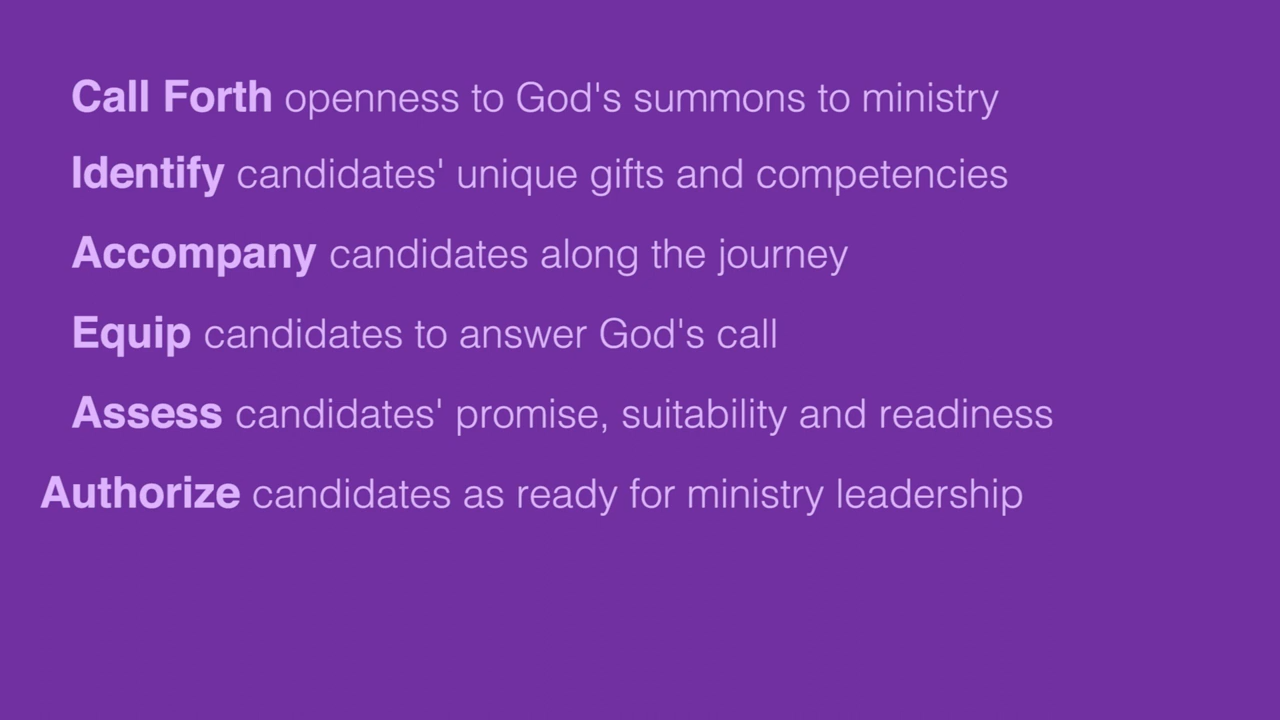 Call Forth openness to God's summons to ministry
Identify candidates' unique gifts and competencies
Accompany candidates along the journey
Equip candidates to answer God's call
Assess candidates' promise, suitability and readiness
Authorize candidates as ready for ministry leadership